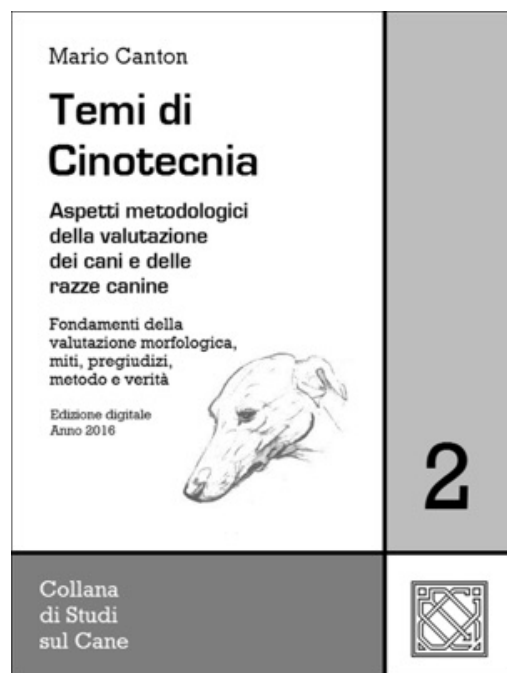 Mario Canton
Temi di
Cinotecnia
Aspetti metodologici
della valutazione
dei cani e delle
razze canine
Fondamenti della
valutazione morfologica,
miti, pregiudizi,
metodo e verità
Edizione digitale
Anno 2016
2
Collana
di Studi
sul Cane